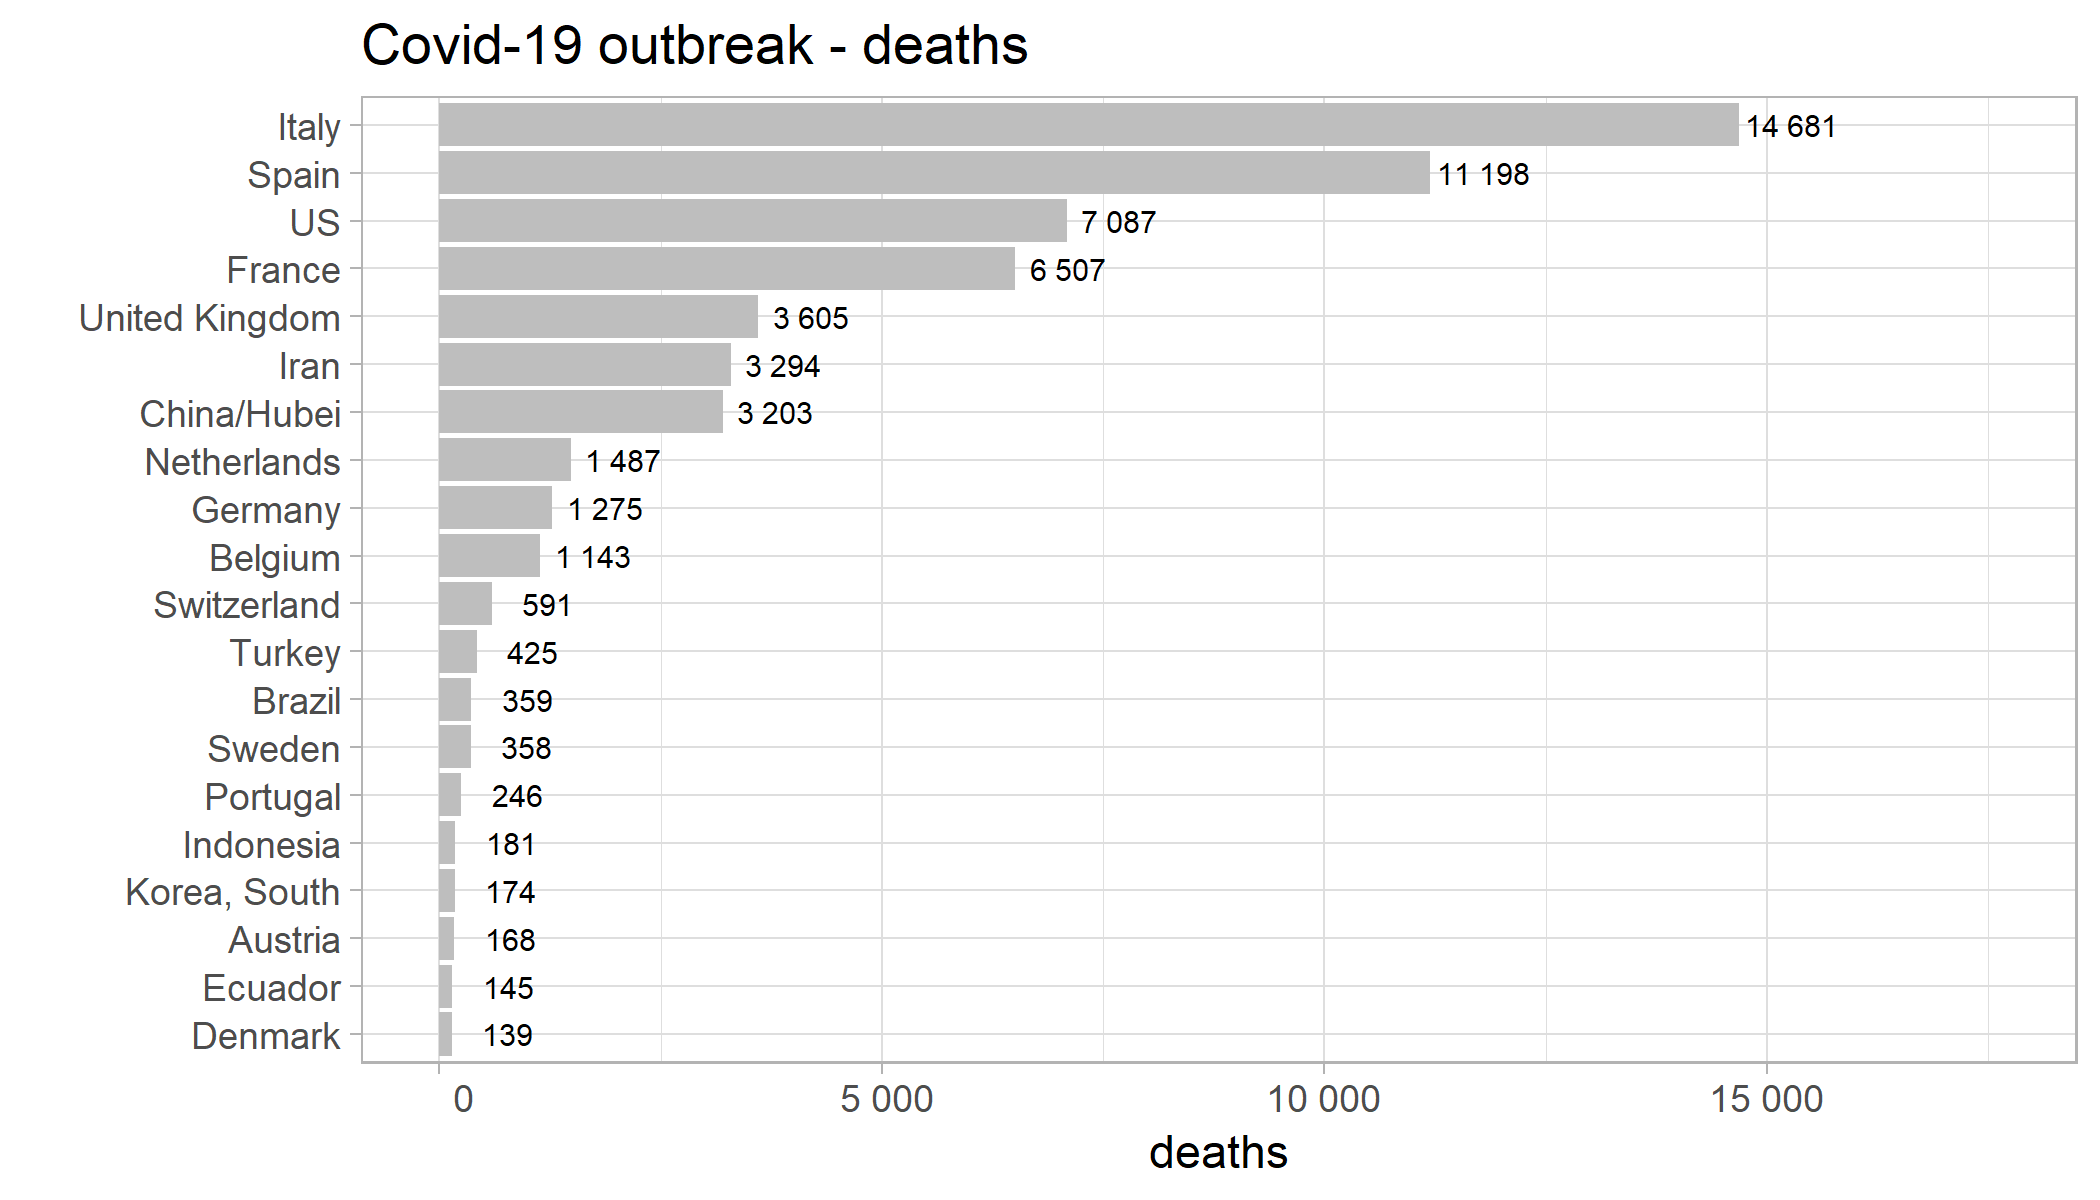 Covid-19 outbreak - deaths
Italy 14 681
Spain 11 198
US 7 087
France 6 507
United Kingdom 3 605
Iran 3 294
China/Hubei 3 203
Netherlands 1 487
Germany 1 275
Belgium 1 143
Switzerland 591
Turkey 425
Brazil 359
Sweden 358
Portugal 246
Indonesia 181
Korea, South 174
Austria 168
Ecuador 145
Denmark 139
0 5 000 10 000 15 000
deaths